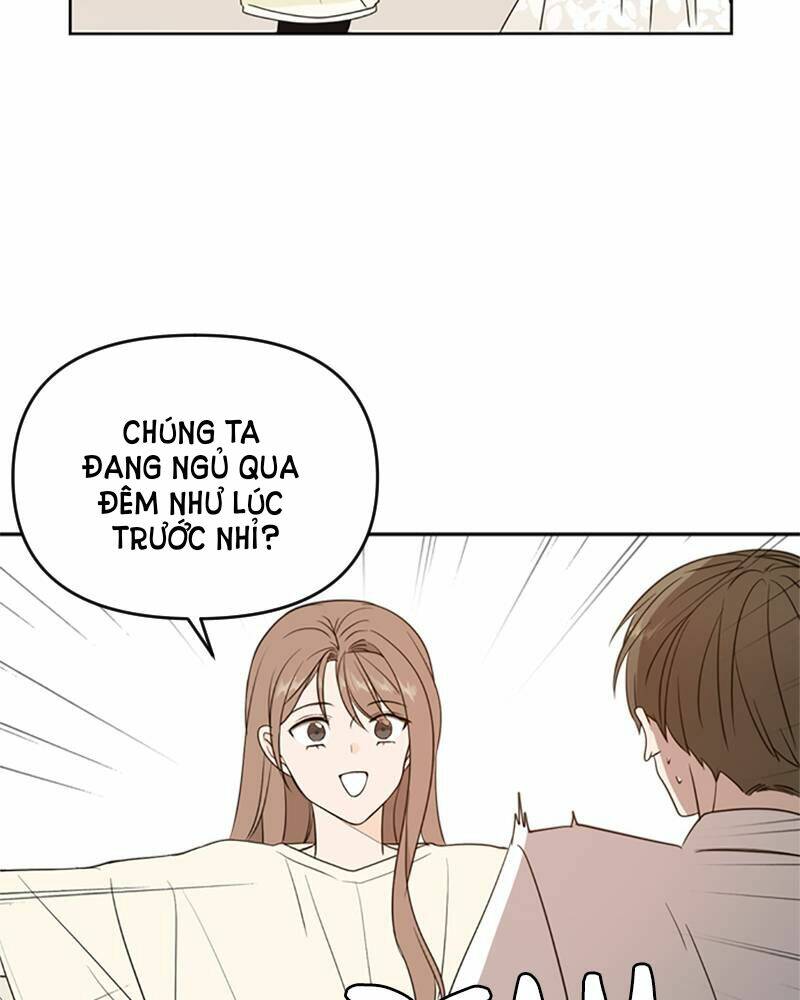 CHÚNG TA
ĐANG NGỦ QUA
ĐÊM NHƯ LÚC
TRƯỚC NHỈ?